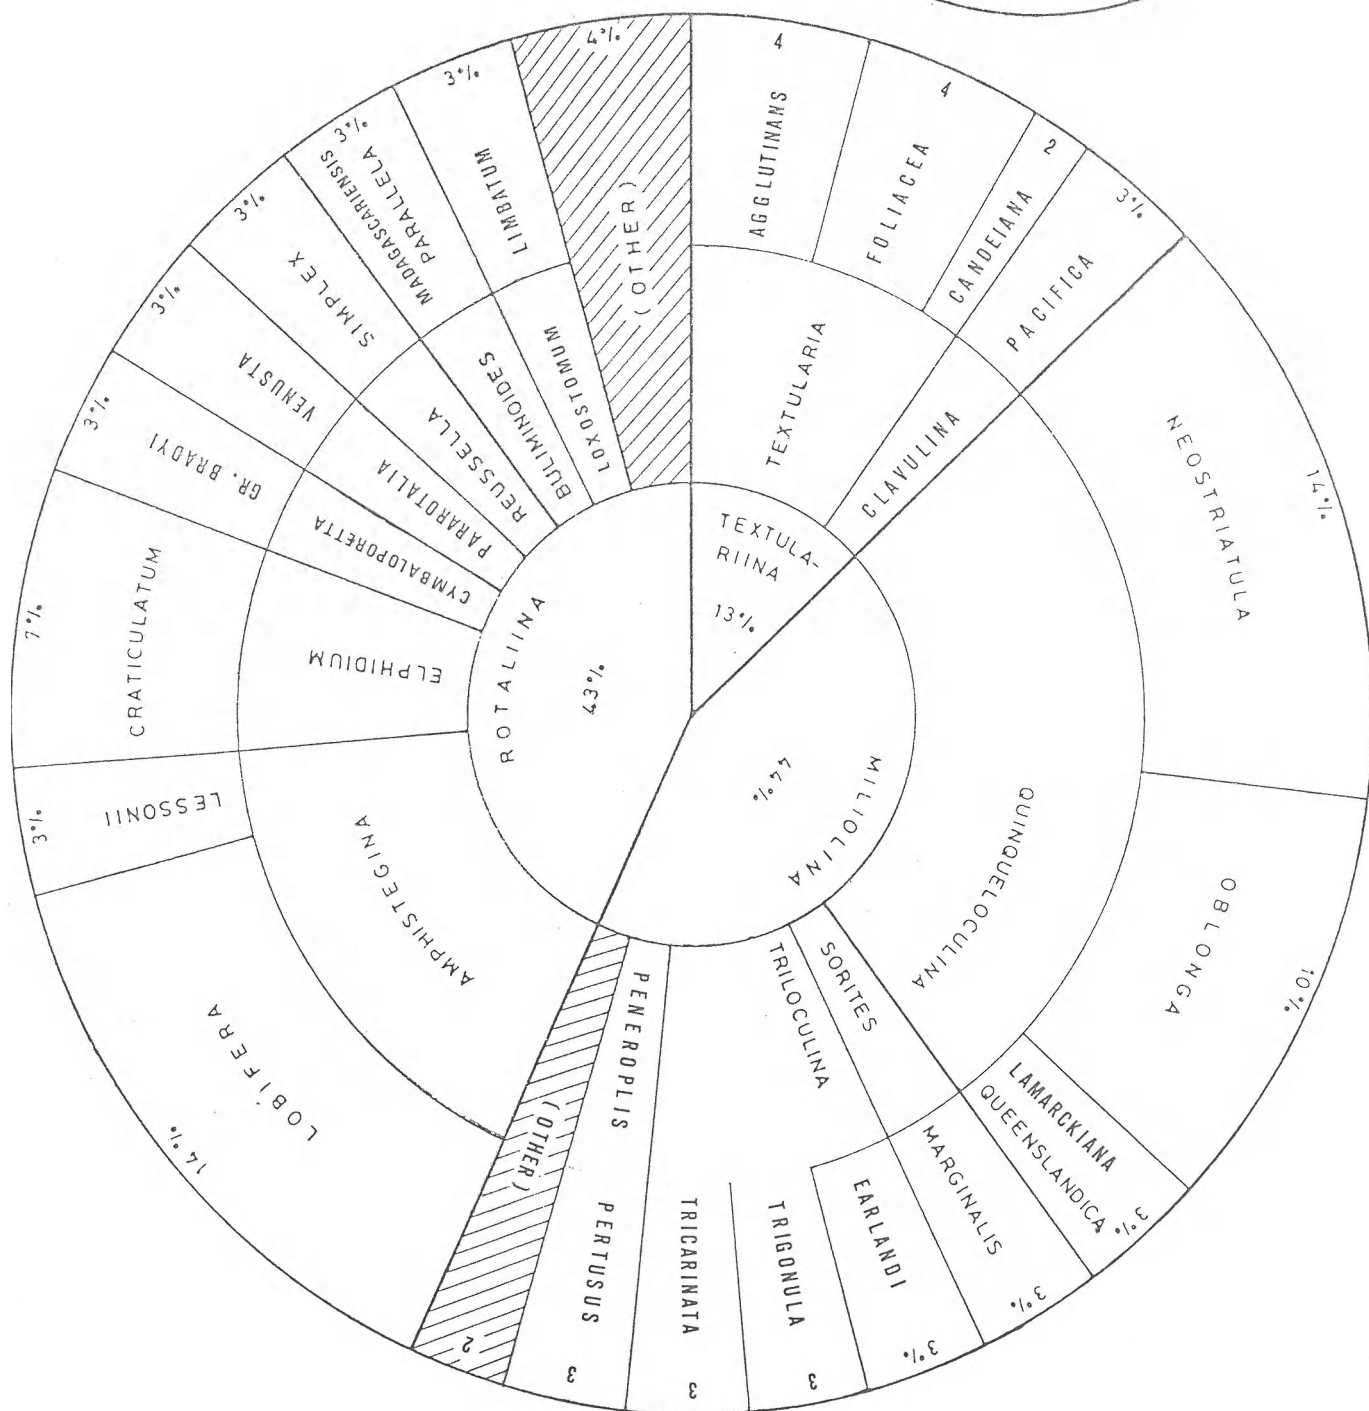 4
AGGLUTINANS
4
FOLIACEA
2
CANDEIANA
3%
PACIFICA
TEXTULARIA
CLAVULINA
TEXTULA-
RIINA
13%
14%
NEOSTRIATULA
10%
OBLONGA
LAMARCKIANA
QUEENSLANDICA
3%
QUINQUELOCULINA
MILIOLINA
44%
SORITES
MARGINALIS
3%
TRILOCULINA
EARLANDI
3%
TRIGONULA
3
TRICARINATA
3
PENEROPLIS
PERTUSUS
3
(OTHER)
2
ROTALIINA
43%
AMPHISTEGINA
LOBIFERA
14%
LESSONII
3%
ELPHIDIUM
CRATICULATUM
7%
CYMBALOPORETTA
GR. BRADYI
3%
PARAROTALIA
VENUSTA
3%
REUSSELLA
SIMPLEX
3%
BULIMINOIDES
MADAGASCARIENSIS
PARALLELA
3%
LOXOSTOMUM
LIMBATUM
3%
(OTHER)
4%